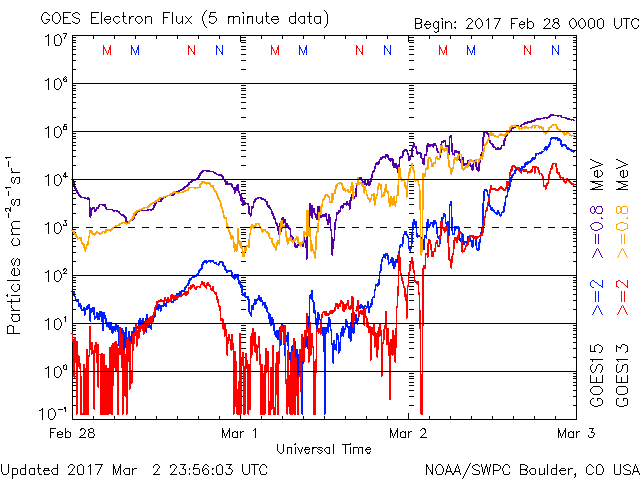 GOES Electron Flux (5 minute data)
Begin: 2017 Feb 28 0000 UTC
M M N N M M N N M M N N
10⁷
10⁶
10⁵
10⁴
10³
10²
10¹
10⁰
10⁻¹
Particles cm⁻²s⁻¹sr⁻¹
Feb 28 Mar 1 Mar 2 Mar 3
Universal Time
GOES15 >=2 >=0.8 MeV
GOES13 >=2 >=0.8 MeV
Updated 2017 Mar 2 23:56:03 UTC
NOAA/SWPC Boulder, CO USA